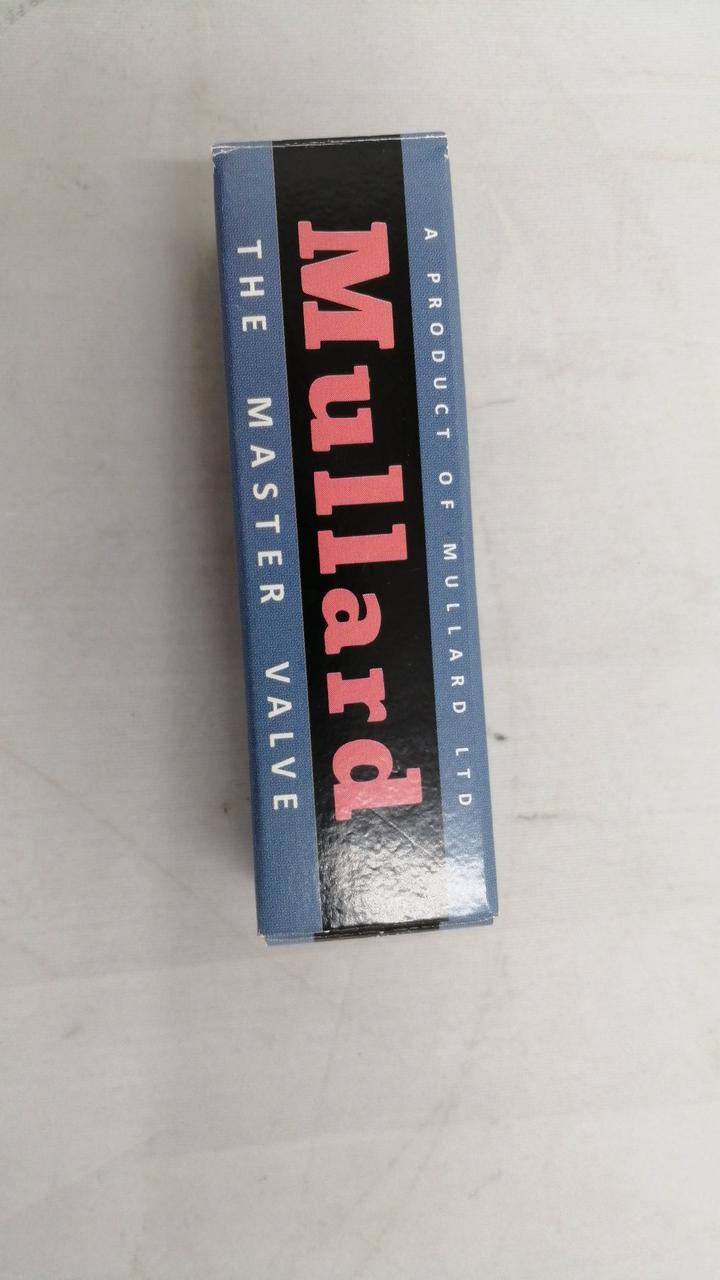 A PRODUCT OF MULLARD LTD
Mullard
THE MASTER VALVE